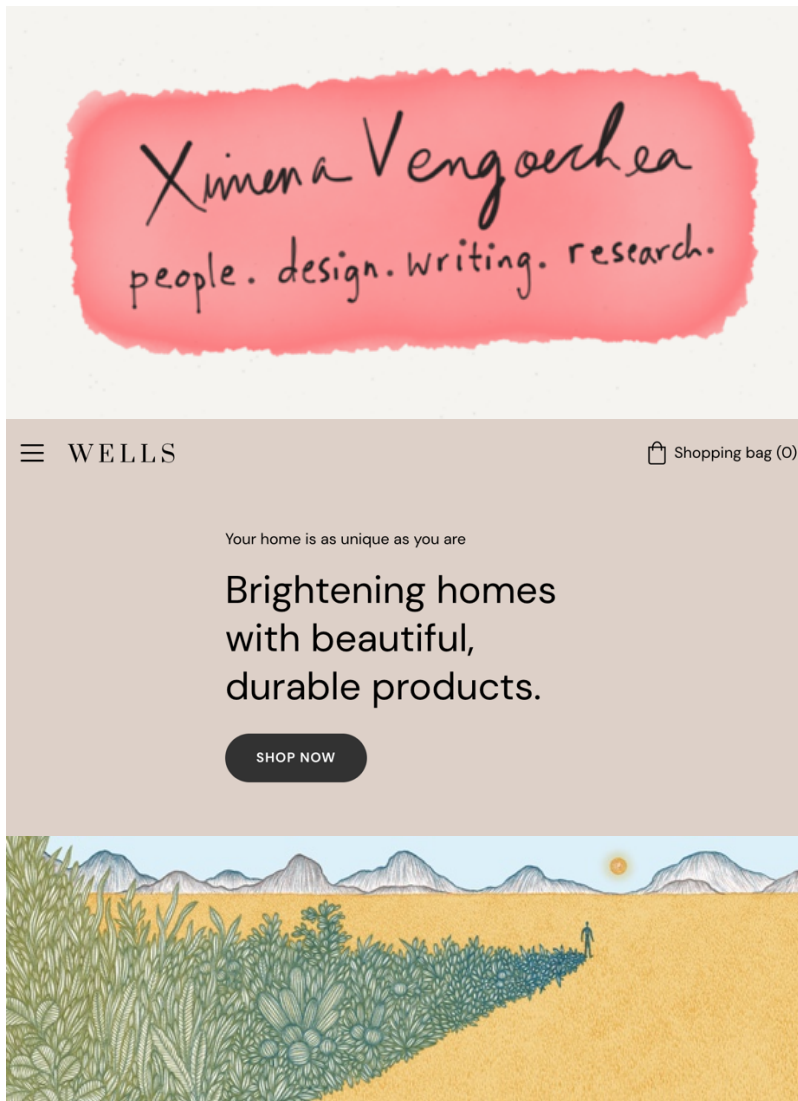 Ximena Vengoechea
people. design. writing. research.
WELLS
Shopping bag (0)
Your home is as unique as you are
Brightening homes
with beautiful,
durable products.
SHOP NOW